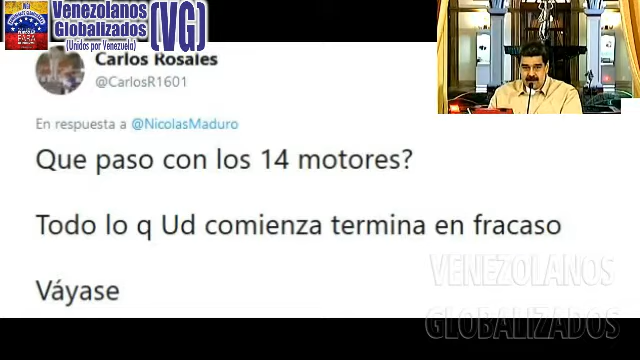 Venezolanos
Globalizados
(Unidos por Venezuela)
(VG)
Carlos Rosales
@CarlosR1601
En respuesta a @NicolasMaduro
Que paso con los 14 motores?
Todo lo q Ud comienza termina en fracaso
Váyase
VENEZOLANOS
GLOBALIZADOS